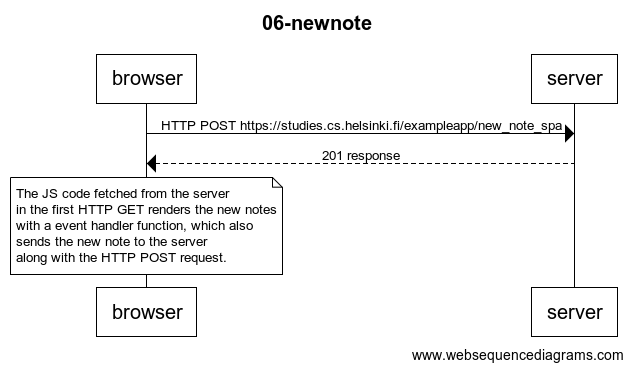 06-newnote
browser
server
HTTP POST https://studies.cs.helsinki.fi/exampleapp/new_note_spa
201 response
The JS code fetched from the server
in the first HTTP GET renders the new notes
with a event handler function, which also
sends the new note to the server
along with the HTTP POST request.
browser
server
www.websequencediagrams.com